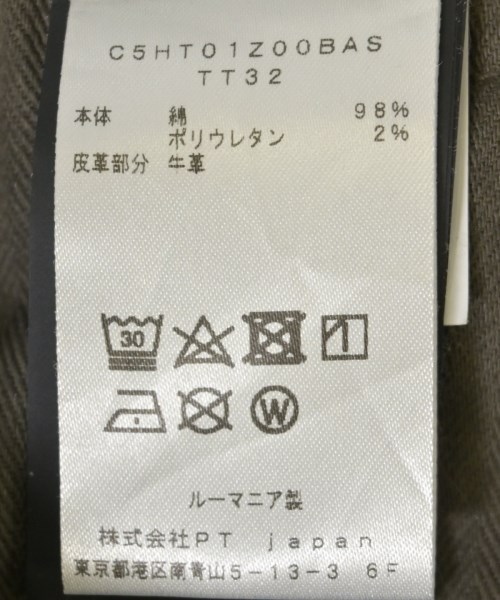 C5HT01Z00BAS
TT32
本体 綿 98%
ポリウレタン 2%
皮革部分 牛革
30
W
ルーマニア製
株式会社PT japan
東京都港区南青山5-13-3 6F